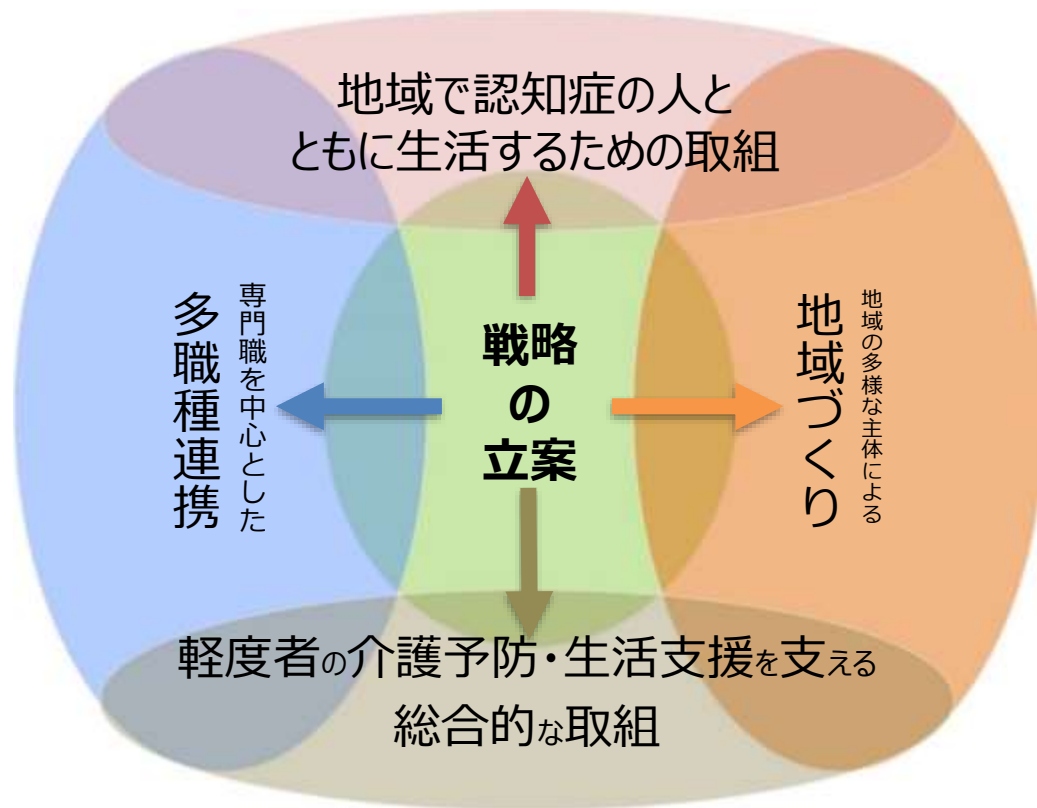 地域で認知症の人と
ともに生活するための取組
専門職を中心とした
多職種連携
戦略
の
立案
地域の多様な主体による
地域づくり
軽度者の介護予防・生活支援を支える
総合的な取組